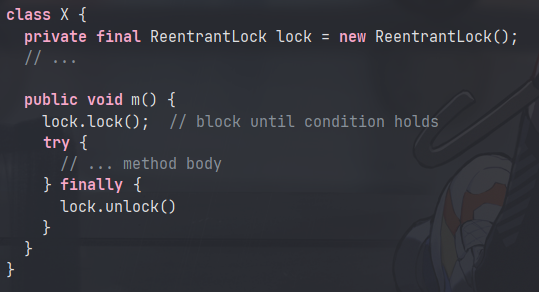 class X {
  private final ReentrantLock lock = new ReentrantLock();
  // ...

  public void m() {
    lock.lock();  // block until condition holds
    try {
      // ... method body
    } finally {
      lock.unlock()
    }
  }
}